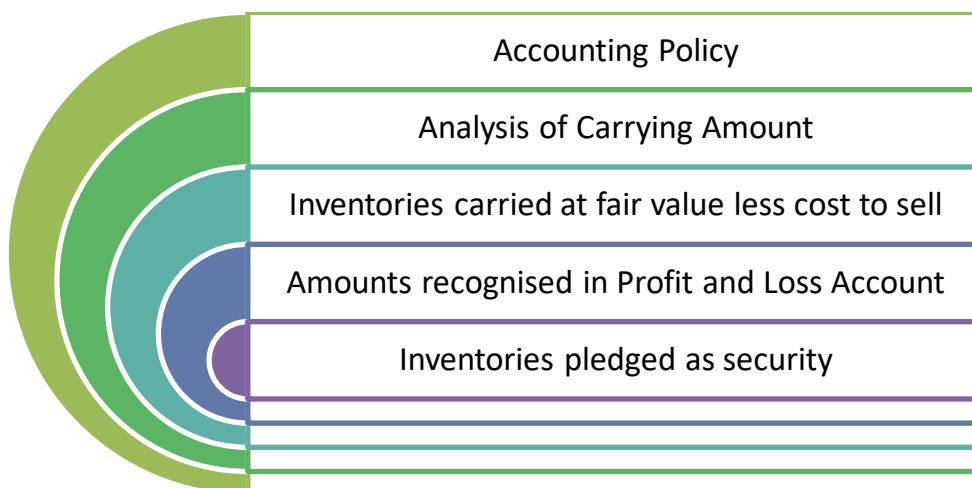 Accounting Policy
Analysis of Carrying Amount
Inventories carried at fair value less cost to sell
Amounts recognised in Profit and Loss Account
Inventories pledged as security